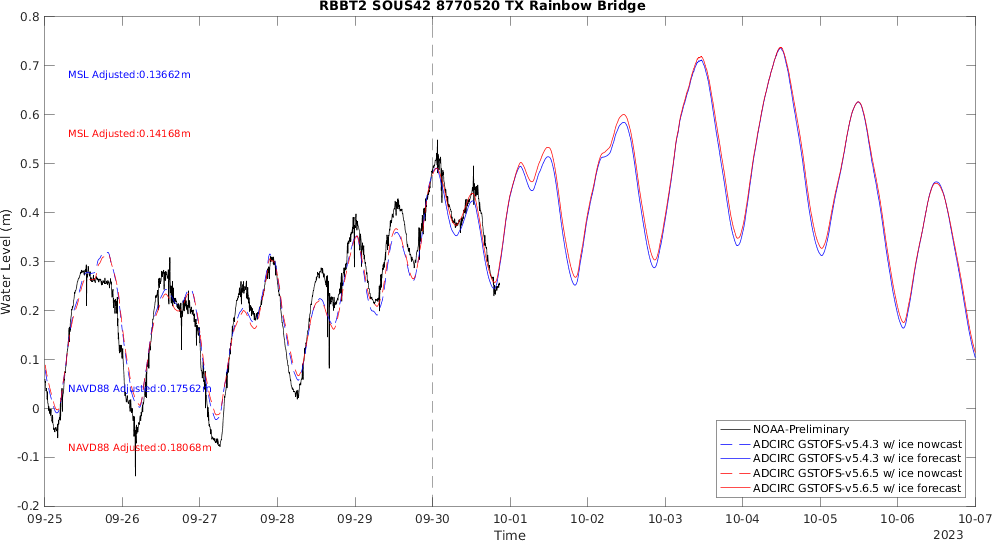 RBBT2 SOUS42 8770520 TX Rainbow Bridge
0.8
0.7
0.6
0.5
0.4
0.3
0.2
0.1
0
-0.1
-0.2
Water Level (m)
MSL Adjusted:0.13662m
MSL Adjusted:0.14168m
NAVD88 Adjusted:0.17562m
NAVD88 Adjusted:0.18068m
NOAA-Preliminary
ADCIRC GSTOFS-v5.4.3 w/ ice nowcast
ADCIRC GSTOFS-v5.4.3 w/ ice forecast
ADCIRC GSTOFS-v5.6.5 w/ ice nowcast
ADCIRC GSTOFS-v5.6.5 w/ ice forecast
09-25 09-26 09-27 09-28 09-29 09-30 10-01 10-02 10-03 10-04 10-05 10-06 10-07
Time
2023